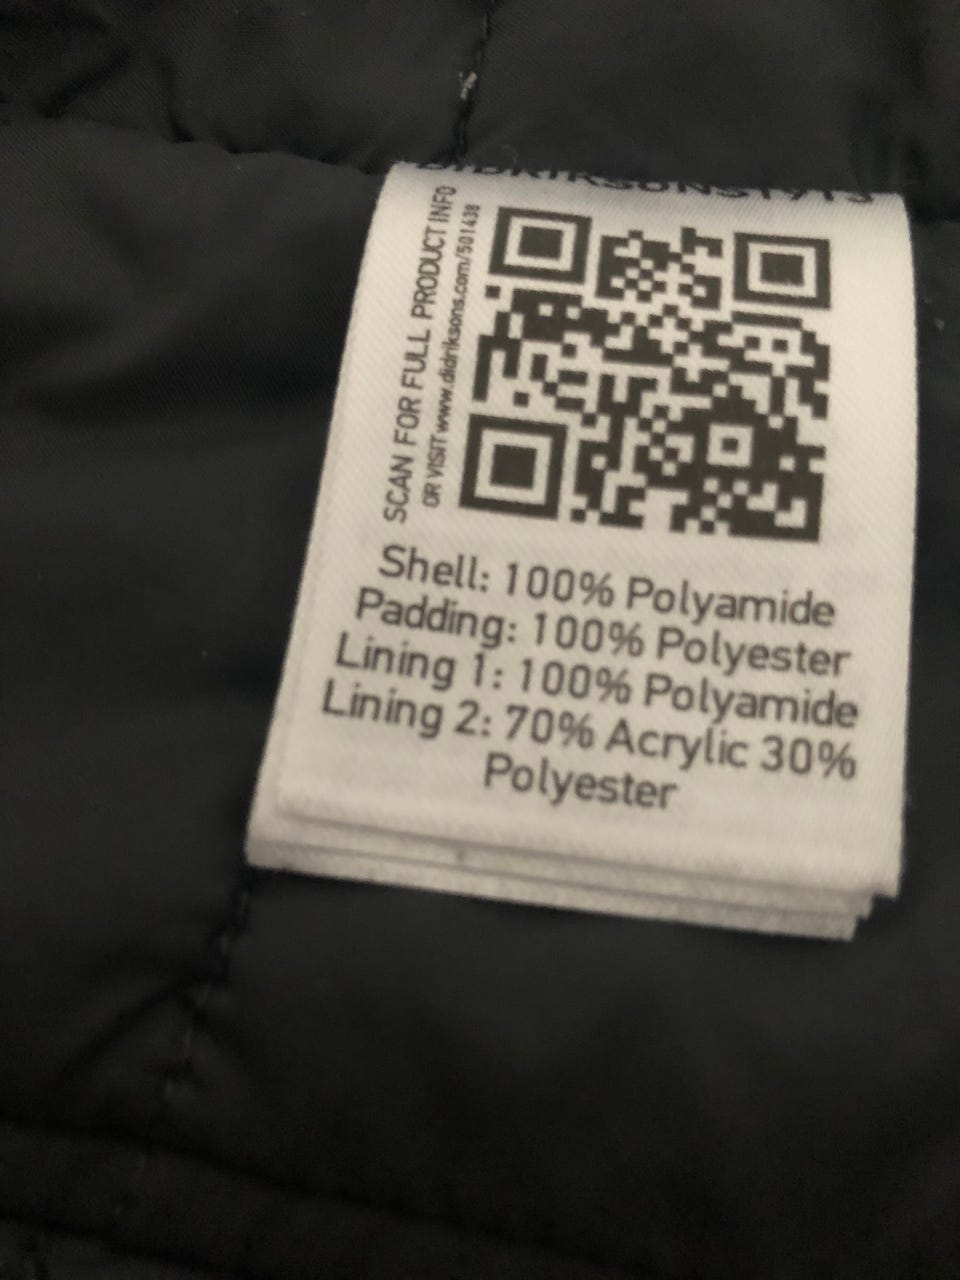 DIDRIKSONS1913
SCAN FOR FULL PRODUCT INFO
OR VISIT www.didriksons.com/501438
Shell: 100% Polyamide
Padding: 100% Polyester
Lining 1: 100% Polyamide
Lining 2: 70% Acrylic 30%
Polyester